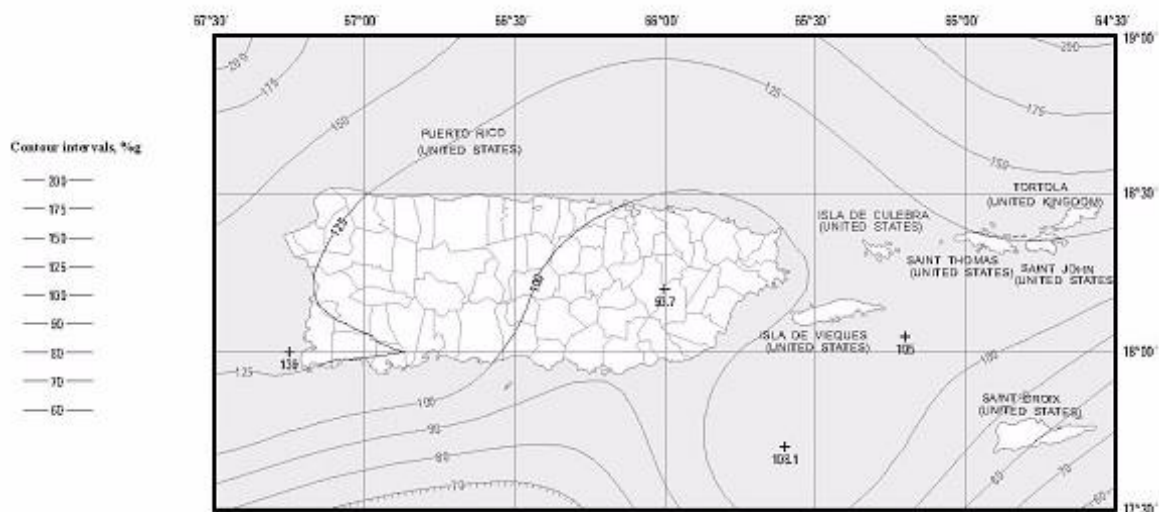 67°30' 67°00' 66°30' 66°00' 65°30' 65°00' 64°30'
19°00'
200
200
175
175
150
125
150
Contour intervals, %g
200
175
150
125
100
90
80
70
60
PUERTO RICO
(UNITED STATES)
18°30'
TORTOLA
(UNITED KINGDOM)
ISLA DE CULEBRA
(UNITED STATES)
SAINT THOMAS
(UNITED STATES)
SAINT JOHN
(UNITED STATES
125
100
93.7
ISLA DE VIEQUES
(UNITED STATES)
105
18°00'
125
100
100
90
80
70
SAINT CROIX
(UNITED STATES)
103.1
80
70
60
17°30'